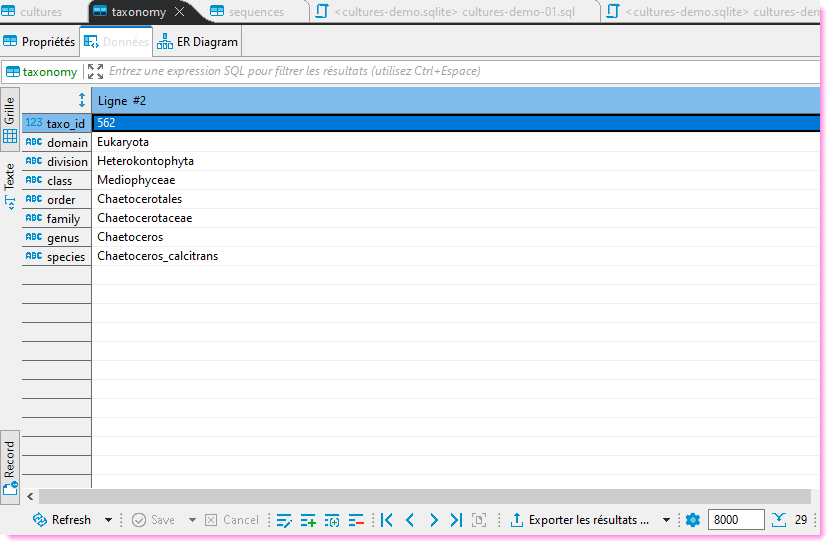 cultures taxonomy sequences <cultures-demo.sqlite> cultures-demo-01.sql <cultures-demo.sqlite> cultures-dem
Propriétés Données ER Diagram
taxonomy Entrez une expression SQL pour filtrer les résultats (utilisez Ctrl+Espace)
Grille
Texte
Record
Ligne #2
123 taxo_id 562
ABC domain Eukaryota
ABC division Heterokontophyta
ABC class Mediophyceae
ABC order Chaetocerotales
ABC family Chaetocerotaceae
ABC genus Chaetoceros
ABC species Chaetoceros_calcitrans
Refresh Save Cancel Exporter les résultats ... 8000 29